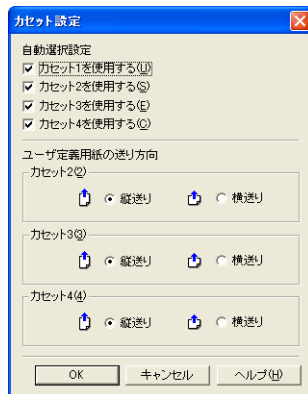 カセット設定
自動選択設定
カセット1を使用する(U)
カセット2を使用する(S)
カセット3を使用する(E)
カセット4を使用する(C)
ユーザ定義用紙の送り方向
カセット2(2)
縦送り 横送り
カセット3(3)
縦送り 横送り
カセット4(4)
縦送り 横送り
OK キャンセル ヘルプ(H)